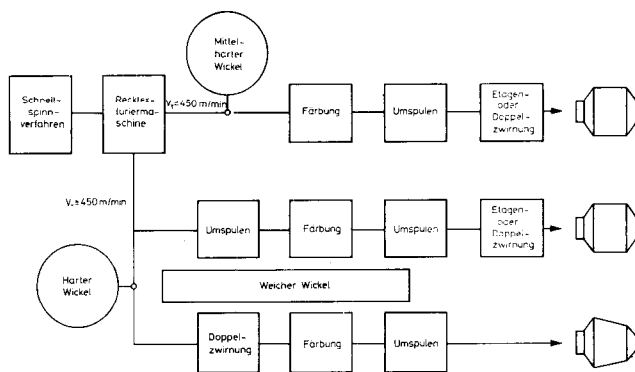 Mittel-
harter
Wickel
Schnell-
spinn-
verfahren
Recktex-
turierma-
schine
V₁=450 m/min
Färbung
Umspulen
Etagen-
oder
Doppel-
zwirnung
450 m/min
Umspulen
Färbung
Umspulen
Etagen-
oder
Doppel-
zwirnung
Harter
Wickel
Weicher Wickel
Doppel-
zwirnung
Färbung
Umspulen